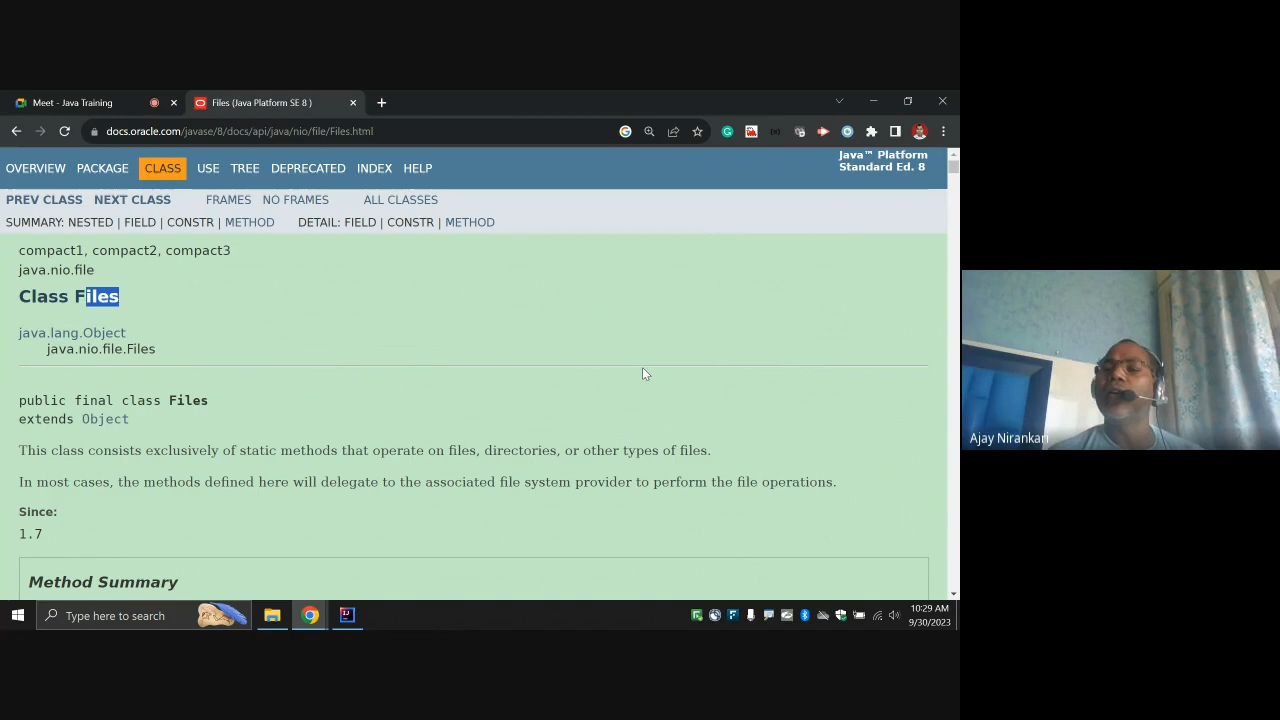 Meet - Java Training
Files (Java Platform SE 8 )
docs.oracle.com/javase/8/docs/api/java/nio/file/Files.html
OVERVIEW PACKAGE CLASS USE TREE DEPRECATED INDEX HELP
Java™ Platform
Standard Ed. 8
PREV CLASS NEXT CLASS FRAMES NO FRAMES ALL CLASSES
SUMMARY: NESTED | FIELD | CONSTR | METHOD DETAIL: FIELD | CONSTR | METHOD
compact1, compact2, compact3
java.nio.file
Class Files
java.lang.Object
java.nio.file.Files
public final class Files
extends Object
This class consists exclusively of static methods that operate on files, directories, or other types of files.
In most cases, the methods defined here will delegate to the associated file system provider to perform the file operations.
Since:
1.7
Method Summary
Type here to search
10:29 AM
9/30/2023
Ajay Nirankari